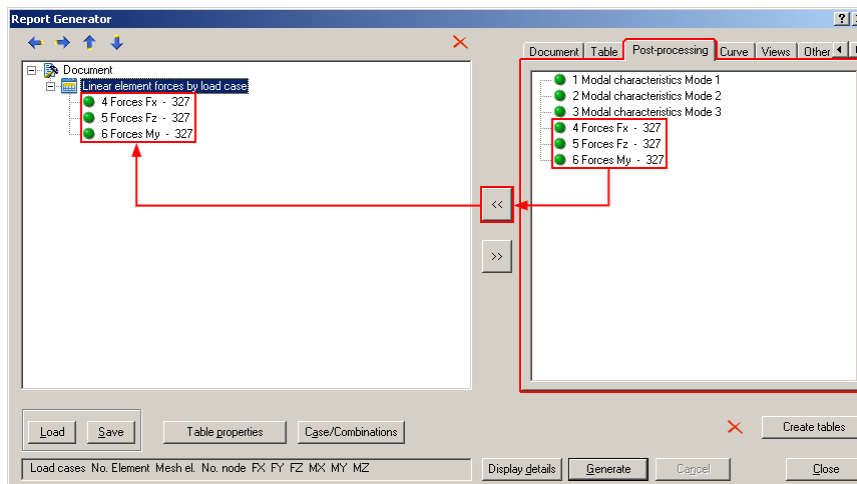 Report Generator
Document Table Post-processing Curve Views Other
Document
Linear element forces by load case
4 Forces Fx - 327
5 Forces Fz - 327
6 Forces My - 327
1 Modal characteristics Mode 1
2 Modal characteristics Mode 2
3 Modal characteristics Mode 3
4 Forces Fx - 327
5 Forces Fz - 327
6 Forces My - 327
<<
>>
Load Save Table properties Case/Combinations Create tables
Load cases No. Element Mesh el. No. node FX FY FZ MX MY MZ
Display details Generate Cancel Close